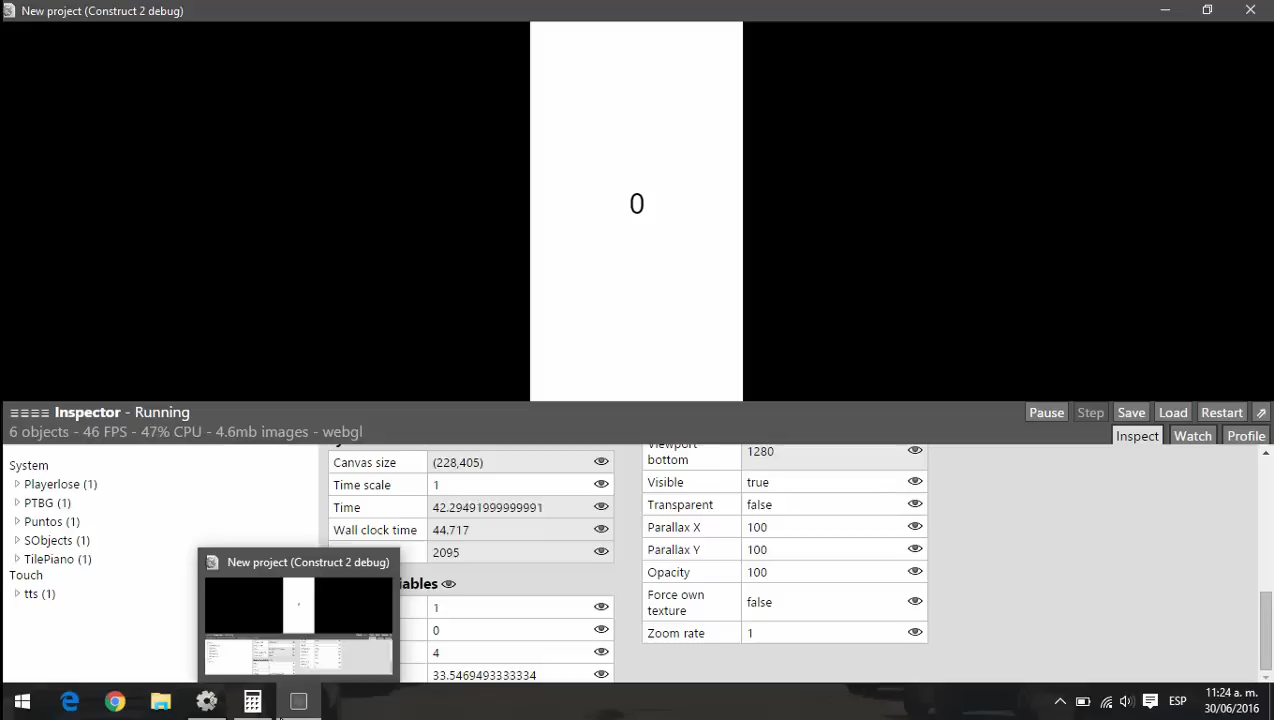 New project (Construct 2 debug)
0
Inspector - Running
Pause Step Save Load Restart
6 objects - 46 FPS - 47% CPU - 4.6mb images - webgl
Inspect Watch Profile
System
Playerlose (1)
PTBG (1)
Puntos (1)
SObjects (1)
TilePiano (1)
Touch
tts (1)
Canvas size (228,405)
Time scale 1
Time 42.29491999999991
Wall clock time 44.717
2095
iables
1
0
4
33.5469493333334
Viewport
bottom 1280
Visible true
Transparent false
Parallax X 100
Parallax Y 100
Opacity 100
Force own
texture false
Zoom rate 1
New project (Construct 2 debug)
ESP
11:24 a. m.
30/06/2016